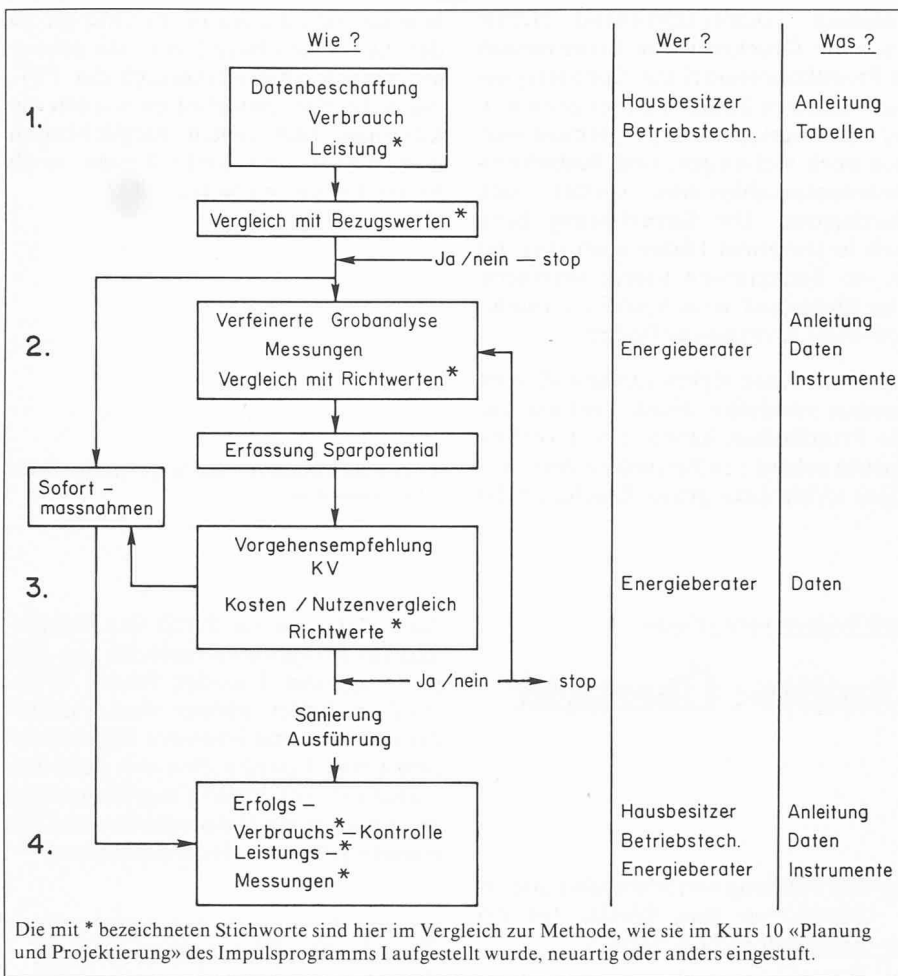 Wie ?
Wer ?
Was ?
1.
Datenbeschaffung
Verbrauch
Leistung*
Hausbesitzer
Anleitung
Betriebstechn.
Tabellen
Vergleich mit Bezugswerten*
Ja/nein — stop
2.
Verfeinerte Grobanalyse
Messungen
Vergleich mit Richtwerten*
Energieberater
Anleitung
Daten
Instrumente
Erfassung Sparpotential
Sofort –
massnahmen
3.
Vorgehensempfehlung
KV
Kosten / Nutzenvergleich
Richtwerte*
Energieberater
Daten
Ja/nein
stop
Sanierung
Ausführung
4.
Erfolgs –
Verbrauchs*– Kontrolle
Leistungs –*
Messungen*
Hausbesitzer
Anleitung
Betriebstech.
Daten
Energieberater
Instrumente
Die mit * bezeichneten Stichworte sind hier im Vergleich zur Methode, wie sie im Kurs 10 «Planung
und Projektierung» des Impulsprogramms I aufgestellt wurde, neuartig oder anders eingestuft.